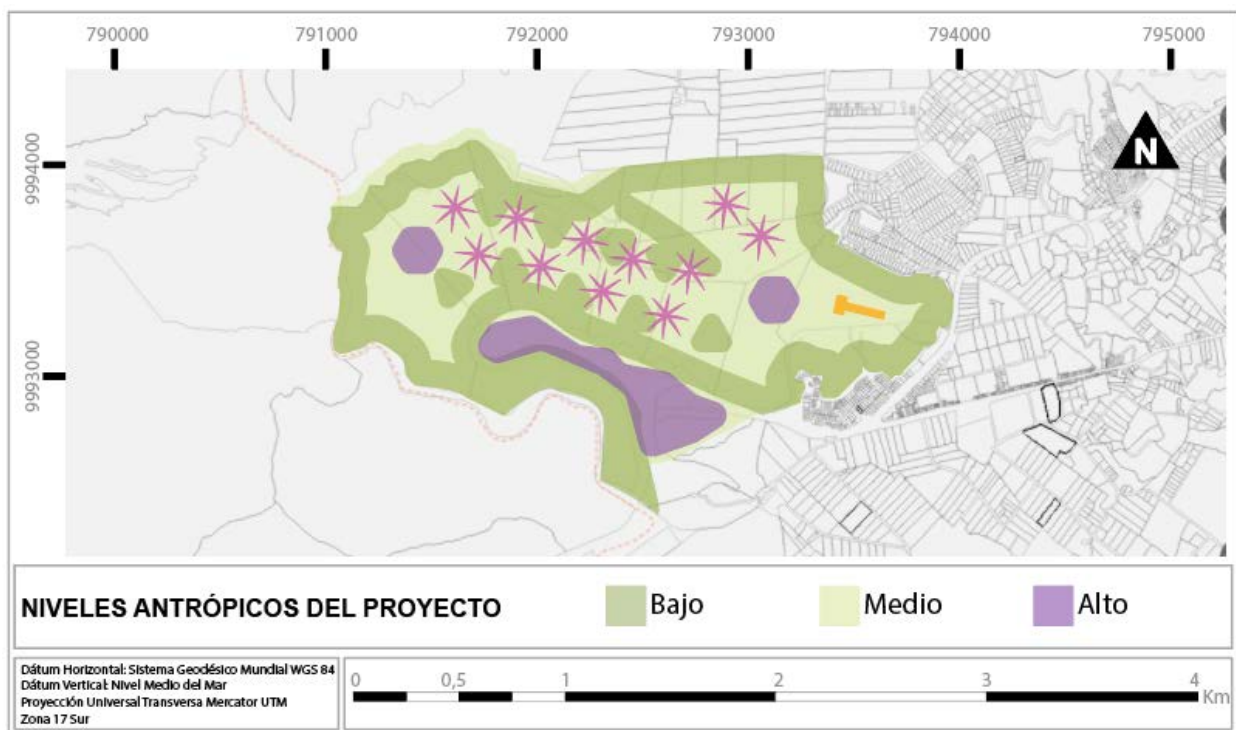 790000 791000 792000 793000 794000 795000
9994000
N
9993000
NIVELES ANTRÓPICOS DEL PROYECTO
Bajo
Medio
Alto
Dátum Horizontal: Sistema Geodésico Mundial WGS 84
Dátum Vertical: Nivel Medio del Mar
Proyección Universal Transversa Mercator UTM
Zona 17 Sur
0 0,5 1 2 3 4
Km